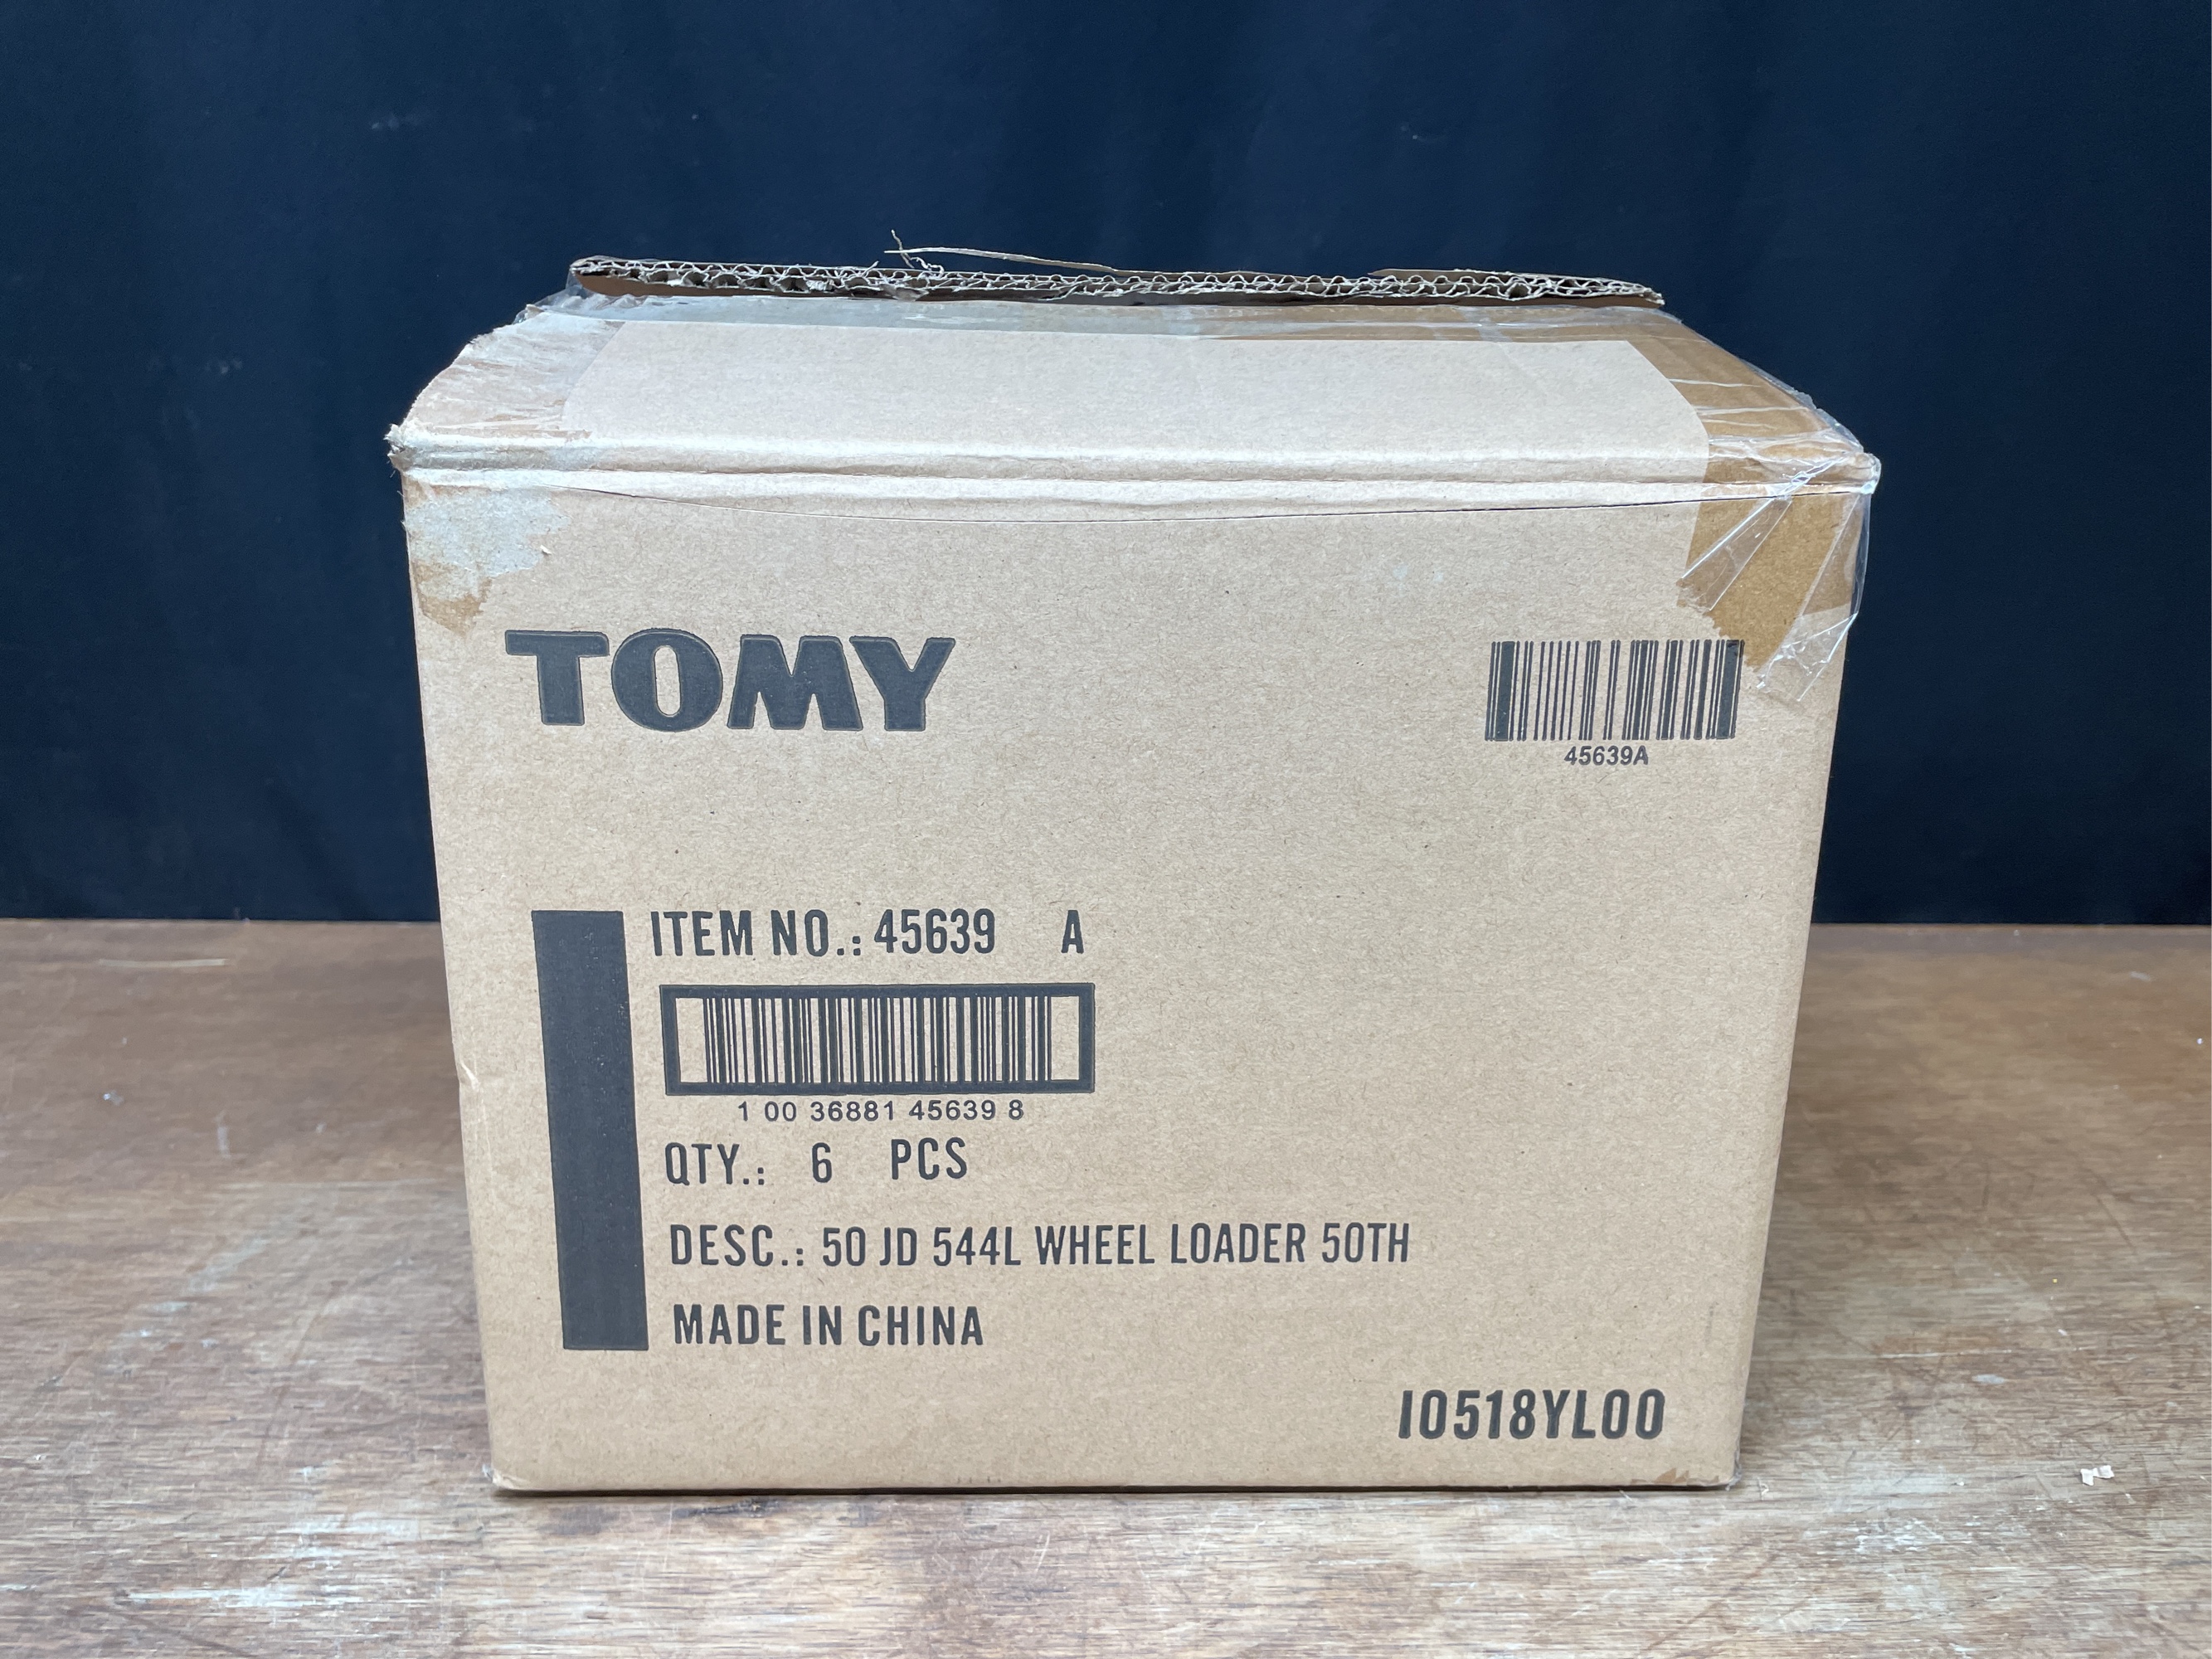 TOMY
45639A
ITEM NO.: 45639 A
1 00 36881 45639 8
QTY.: 6 PCS
DESC.: 50 JD 544L WHEEL LOADER 50TH
MADE IN CHINA
I0518YL00